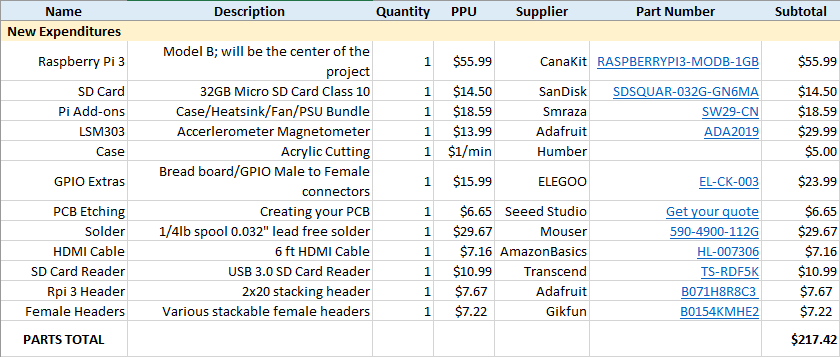 Name Description Quantity PPU Supplier Part Number Subtotal
New Expenditures
Raspberry Pi 3 Model B; will be the center of the project 1 $55.99 CanaKit RASPBERRYPI3-MODB-1GB $55.99
SD Card 32GB Micro SD Card Class 10 1 $14.50 SanDisk SDSQUAR-032G-GN6MA $14.50
Pi Add-ons Case/Heatsink/Fan/PSU Bundle 1 $18.59 Smraza SW29-CN $18.59
LSM303 Accerlerometer Magnetometer 1 $13.99 Adafruit ADA2019 $29.99
Case Acrylic Cutting 1 $1/min Humber $5.00
GPIO Extras Bread board/GPIO Male to Female connectors 1 $15.99 ELEGOO EL-CK-003 $23.99
PCB Etching Creating your PCB 1 $6.65 Seeed Studio Get your quote $6.65
Solder 1/4lb spool 0.032" lead free solder 1 $29.67 Mouser 590-4900-112G $29.67
HDMI Cable 6 ft HDMI Cable 1 $7.16 AmazonBasics HL-007306 $7.16
SD Card Reader USB 3.0 SD Card Reader 1 $10.99 Transcend TS-RDF5K $10.99
Rpi 3 Header 2x20 stacking header 1 $7.67 Adafruit B071H8R8C3 $7.67
Female Headers Various stackable female headers 1 $7.22 Gikfun B0154KMHE2 $7.22
PARTS TOTAL $217.42